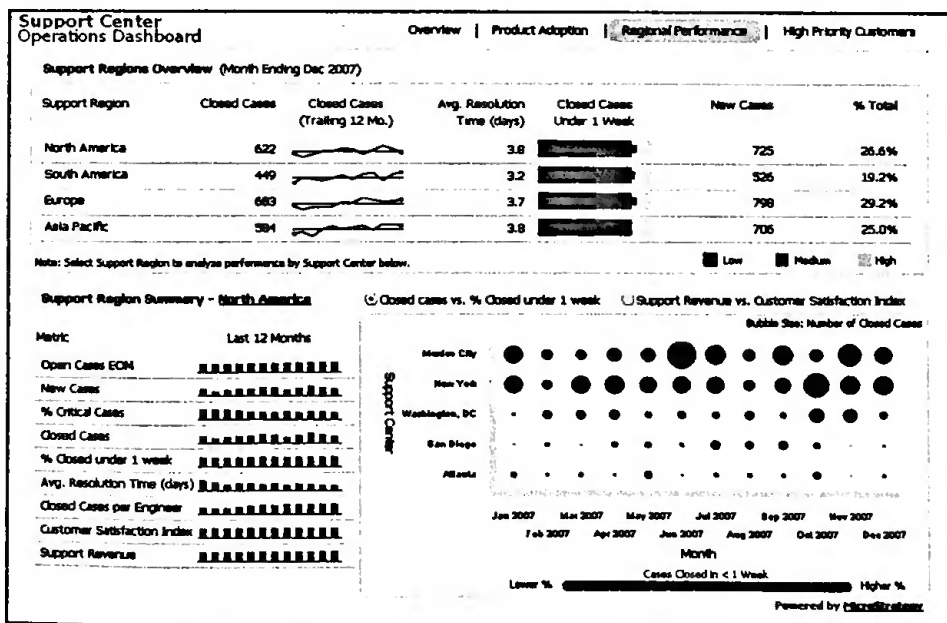 Support Center
Operations Dashboard
Overview | Product Adoption | Regional Performance | High Priority Customers
Support Regions Overview (Month Ending Dec 2007)
Support Region Closed Cases Closed Cases (Trailing 12 Mo.) Avg. Resolution Time (days) Closed Cases Under 1 Week New Cases % Total
North America 622 3.8 725 26.6%
South America 449 3.2 526 19.2%
Europe 683 3.7 798 29.2%
Asia Pacific 584 3.8 706 25.0%
Note: Select Support Region to analyze performance by Support Center below.
Low Medium High
Support Region Summary - North America
Closed cases vs. % Closed under 1 week Support Revenue vs. Customer Satisfaction Index
Metric Last 12 Months
Open Cases EOM
New Cases
% Critical Cases
Closed Cases
% Closed under 1 week
Avg. Resolution Time (days)
Closed Cases per Engineer
Customer Satisfaction Index
Support Revenue
Bubble Size: Number of Closed Cases
Support Center
Mexico City
New York
Washington, DC
San Diego
Atlanta
Jan 2007 Mar 2007 May 2007 Jul 2007 Sep 2007 Nov 2007
Feb 2007 Apr 2007 Jun 2007 Aug 2007 Oct 2007 Dec 2007
Month
Cases Closed in < 1 Week
Lower % Higher %
Powered by MicroStrategy